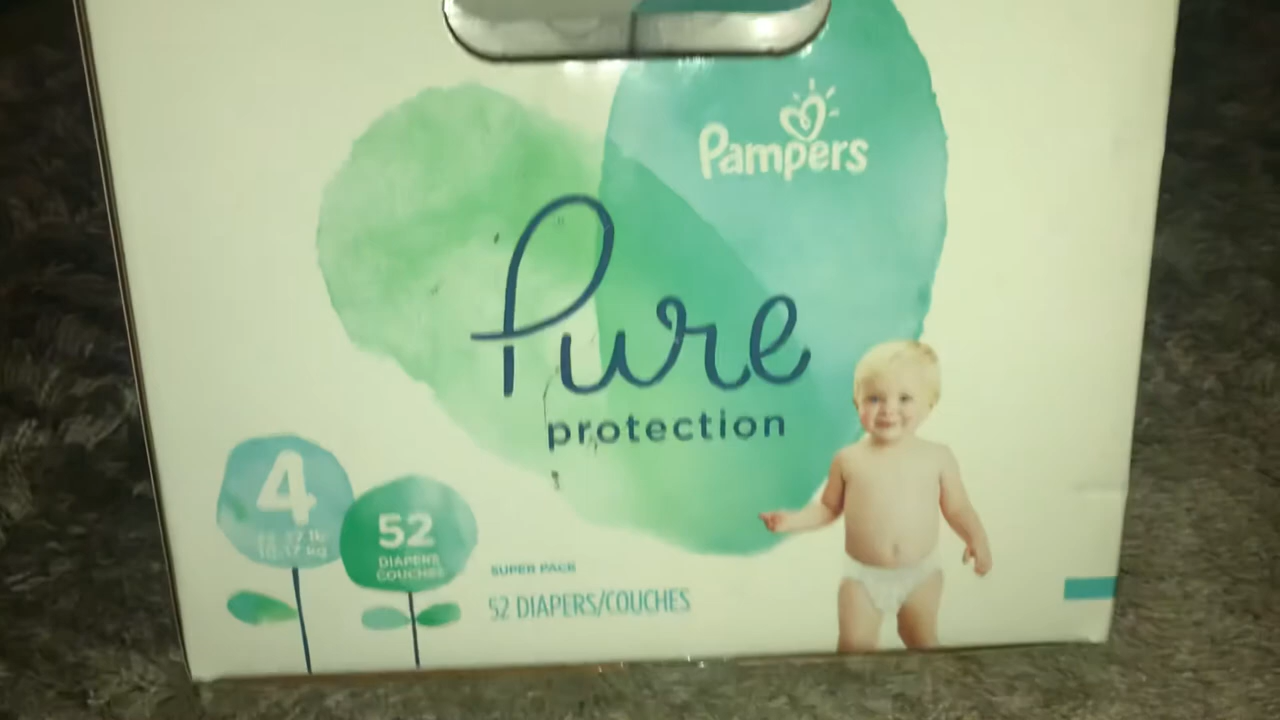 Pampers
Pure
protection
4
52
DIAPERS
COUCHES
SUPER PACK
52 DIAPERS/COUCHES